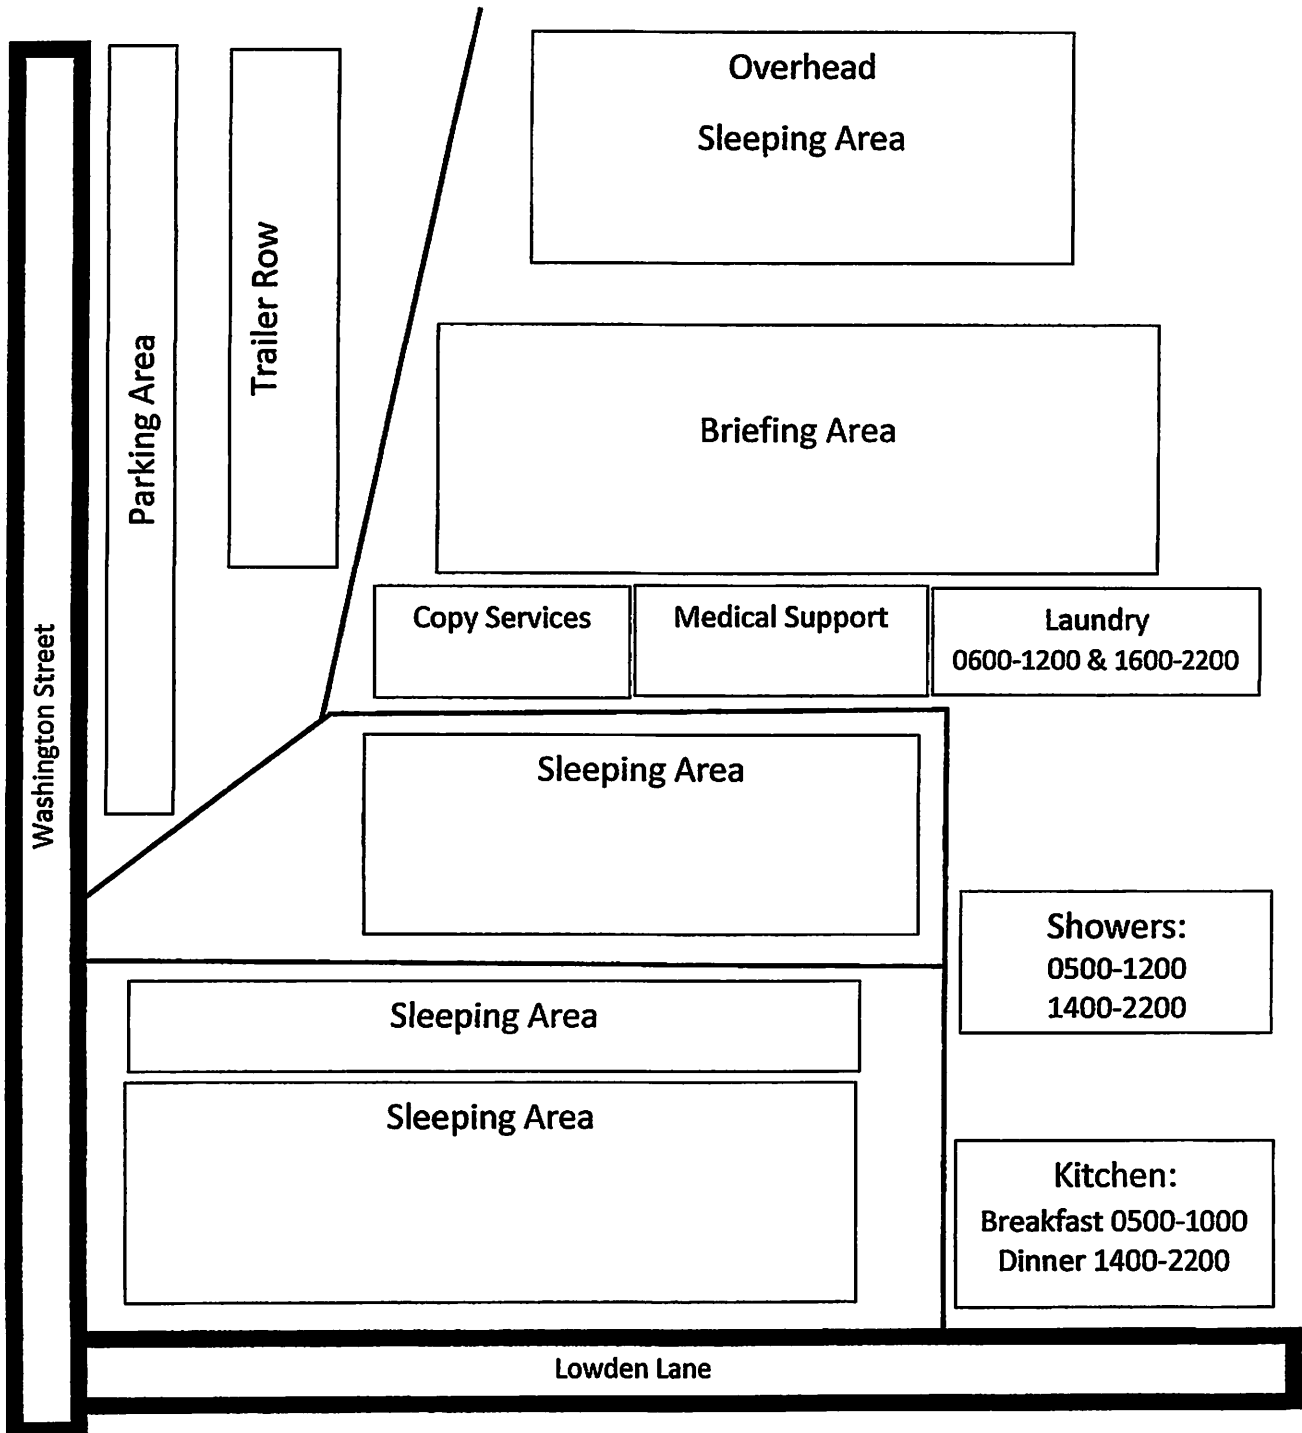 Overhead
Sleeping Area
Parking Area
Trailer Row
Briefing Area
Copy Services
Medical Support
Laundry
0600-1200 & 1600-2200
Washington Street
Sleeping Area
Showers:
0500-1200
1400-2200
Sleeping Area
Sleeping Area
Kitchen:
Breakfast 0500-1000
Dinner 1400-2200
Lowden Lane